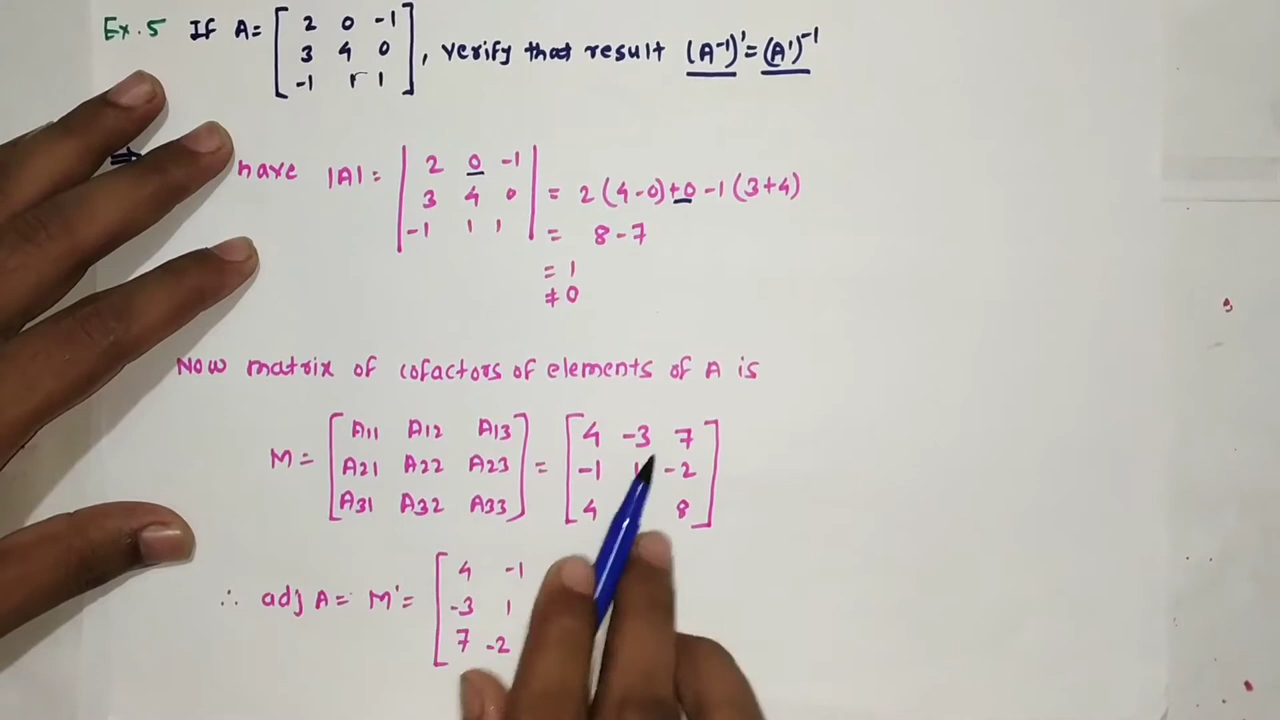 Ex.5 If A= [ 2 0 -1 ], verify that result (A⁻¹)'=(A')⁻¹
3 4 0
-1 1 1
have |A|= | 2 0 -1 | = 2(4-0)+0-1(3+4)
3 4 0
-1 1 1 = 8-7
= 1
≠ 0
Now matrix of cofactors of elements of A is
M= [ A11 A12 A13 ] = [ 4 -3 7 ]
A21 A22 A23 -1 1 -2
A31 A32 A33 4 8
∴ adj A= M'= [ 4 -1
-3 1
7 -2